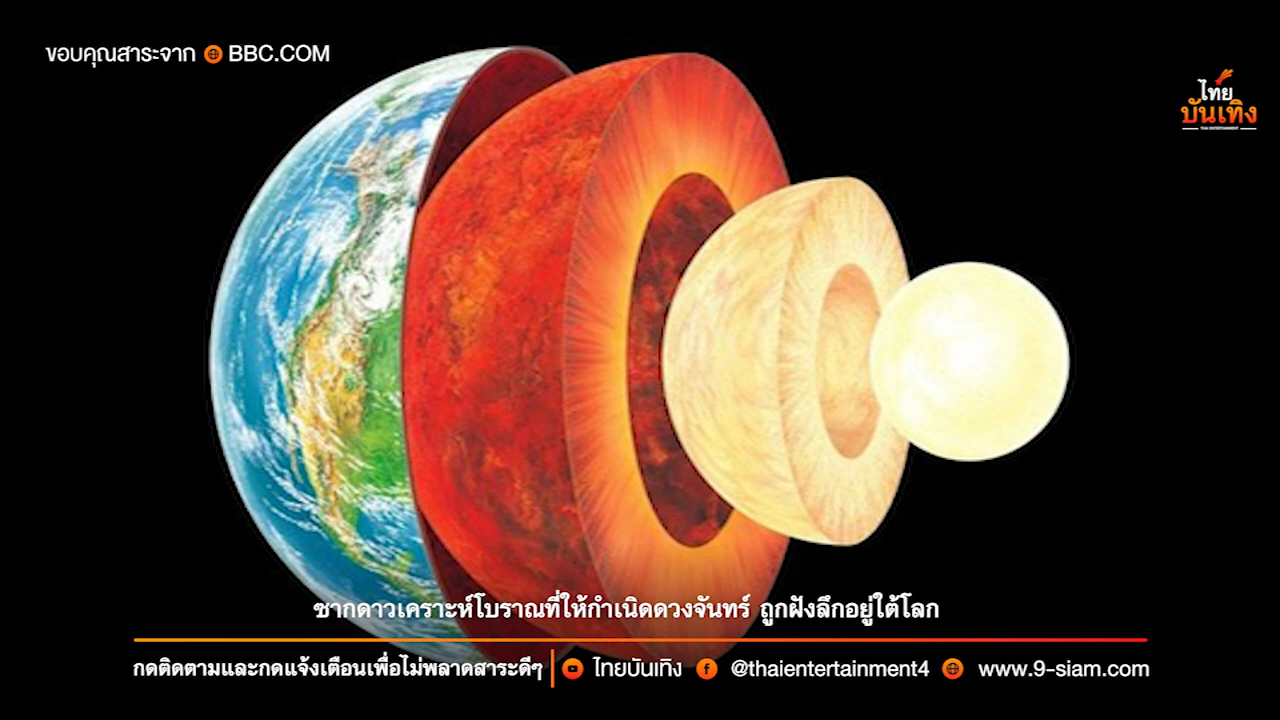 ขอบคุณสาระจาก BBC.COM
ไทย
บันเทิง
THAI ENTERTAINMENT
ซากดาวเคราะห์โบราณที่ให้กำเนิดดวงจันทร์ ถูกฝังลึกอยู่ใต้โลก
กดติดตามและกดแจ้งเตือนเพื่อไม่พลาดสาระดีๆ ไทยบันเทิง @thaientertainment4 www.9-siam.com